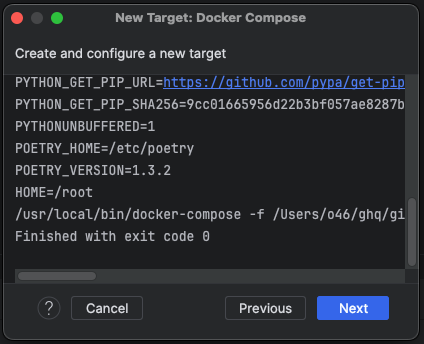 New Target: Docker Compose
Create and configure a new target
PYTHON_GET_PIP_URL=https://github.com/pypa/get-pip
PYTHON_GET_PIP_SHA256=9cc01665956d22b3bf057ae8287b
PYTHONUNBUFFERED=1
POETRY_HOME=/etc/poetry
POETRY_VERSION=1.3.2
HOME=/root
/usr/local/bin/docker-compose -f /Users/o46/ghq/gi
Finished with exit code 0
? Cancel Previous Next